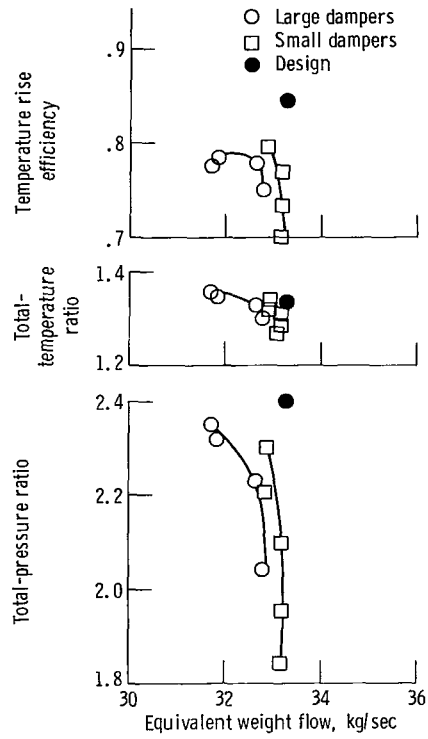 Large dampers
Small dampers
Design
Temperature rise
efficiency
.9
.8
.7
Total-
temperature
ratio
1.4
1.2
Total-pressure ratio
2.4
2.2
2.0
1.8
30
32
34
36
Equivalent weight flow, kg/sec